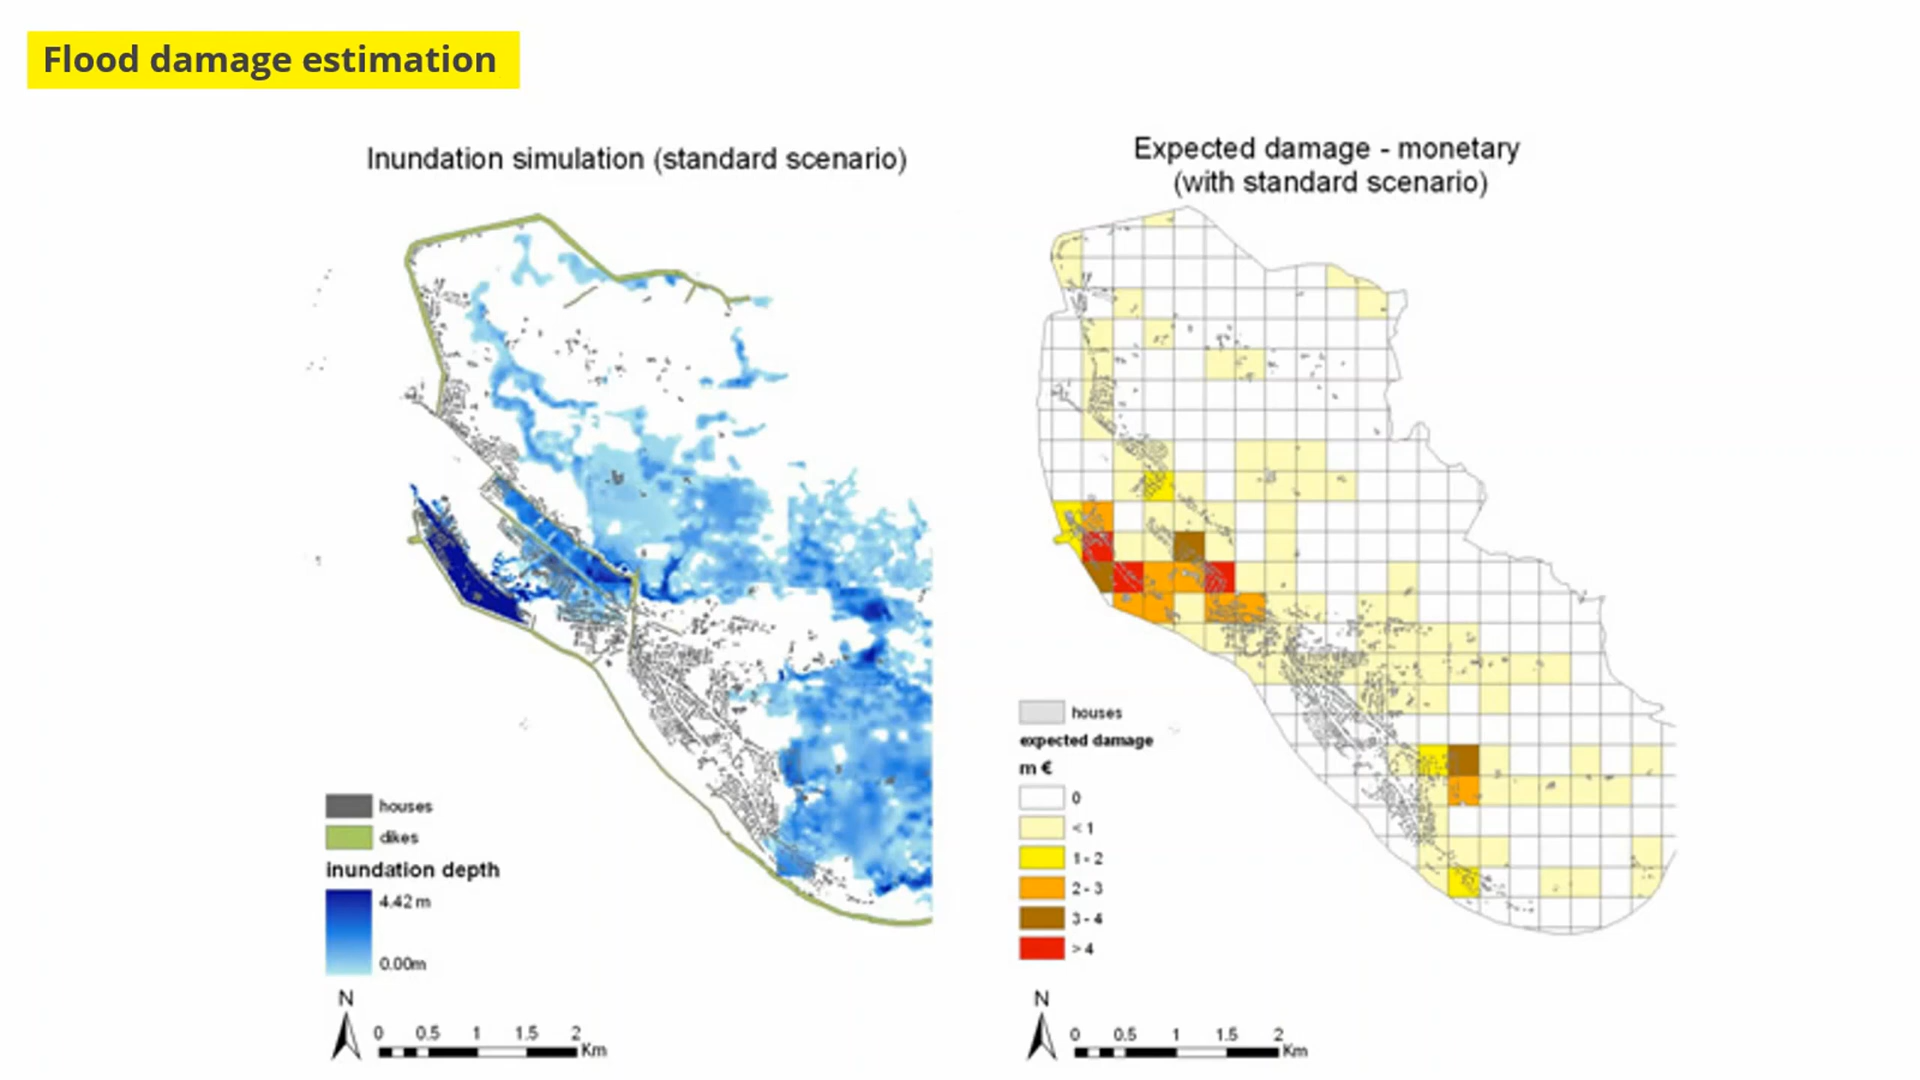 Flood damage estimation
Inundation simulation (standard scenario)
houses
dikes
inundation depth
4.42 m
0.00m
N
0 0.5 1 1.5 2
Km
Expected damage - monetary
(with standard scenario)
houses
expected damage
m €
0
< 1
1 - 2
2 - 3
3 - 4
> 4
N
0 0.5 1 1.5 2
Km